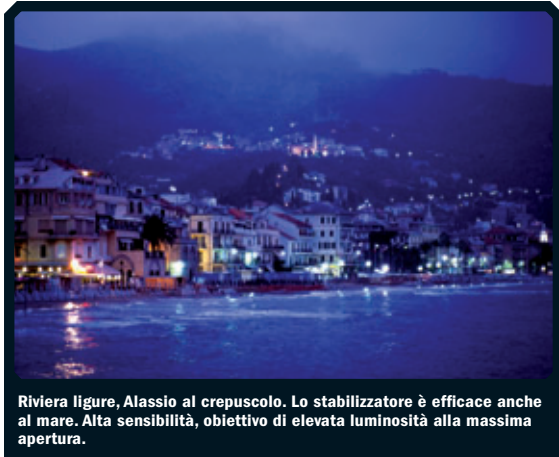 Riviera ligure, Alassio al crepuscolo. Lo stabilizzatore è efficace anche
al mare. Alta sensibilità, obiettivo di elevata luminosità alla massima
apertura.